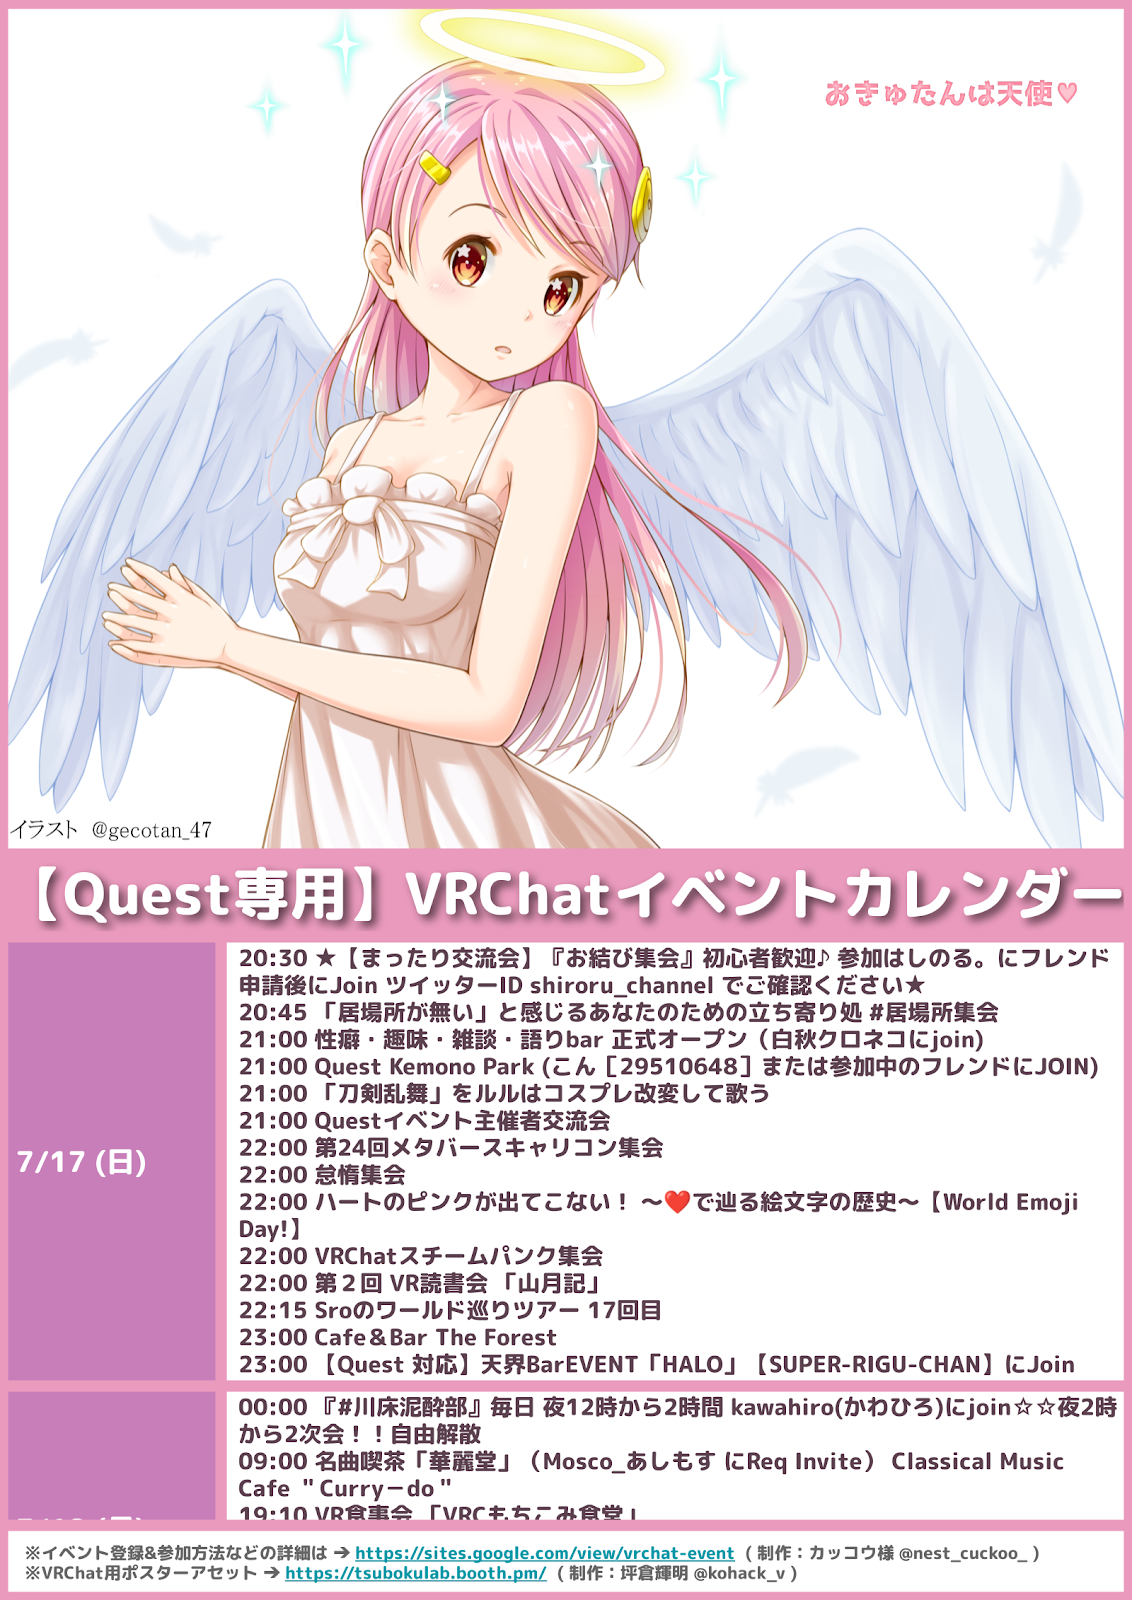 おきゅたんは天使♥
イラスト @gecotan_47
【Quest専用】VRChatイベントカレンダー
7/17 (日)
20:30 ★【まったり交流会】『お結び集会』初心者歓迎♪ 参加はしのる。にフレンド
申請後にJoin ツイッターID shiroru_channel でご確認ください★
20:45 「居場所が無い」と感じるあなたのための立ち寄り処 #居場所集会
21:00 性癖・趣味・雑談・語りbar 正式オープン（白秋クロネコにjoin)
21:00 Quest Kemono Park (こん［29510648］または参加中のフレンドにJOIN)
21:00 「刀剣乱舞」をルルはコスプレ改変して歌う
21:00 Questイベント主催者交流会
22:00 第24回メタバースキャリコン集会
22:00 怠惰集会
22:00 ハートのピンクが出てこない！ ～❤️で辿る絵文字の歴史～【World Emoji
Day!】
22:00 VRChatスチームパンク集会
22:00 第２回 VR読書会 「山月記」
22:15 Sroのワールド巡りツアー 17回目
23:00 Cafe＆Bar The Forest
23:00 【Quest 対応】天界BarEVENT「HALO」【SUPER-RIGU-CHAN】にJoin
00:00 『#川床泥酔部』毎日 夜12時から2時間 kawahiro(かわひろ)にjoin☆☆夜2時
から2次会！！自由解散
09:00 名曲喫茶「華麗堂」（Mosco_あしもす にReq Invite） Classical Music
Cafe ＂Curryーdo＂
19:10 VR食事会 「VRCもちこみ食堂」
※イベント登録&参加方法などの詳細は → https://sites.google.com/view/vrchat-event ( 制作：カッコウ様 @nest_cuckoo_ )
※VRChat用ポスターアセット → https://tsubokulab.booth.pm/ ( 制作：坪倉輝明 @kohack_v )